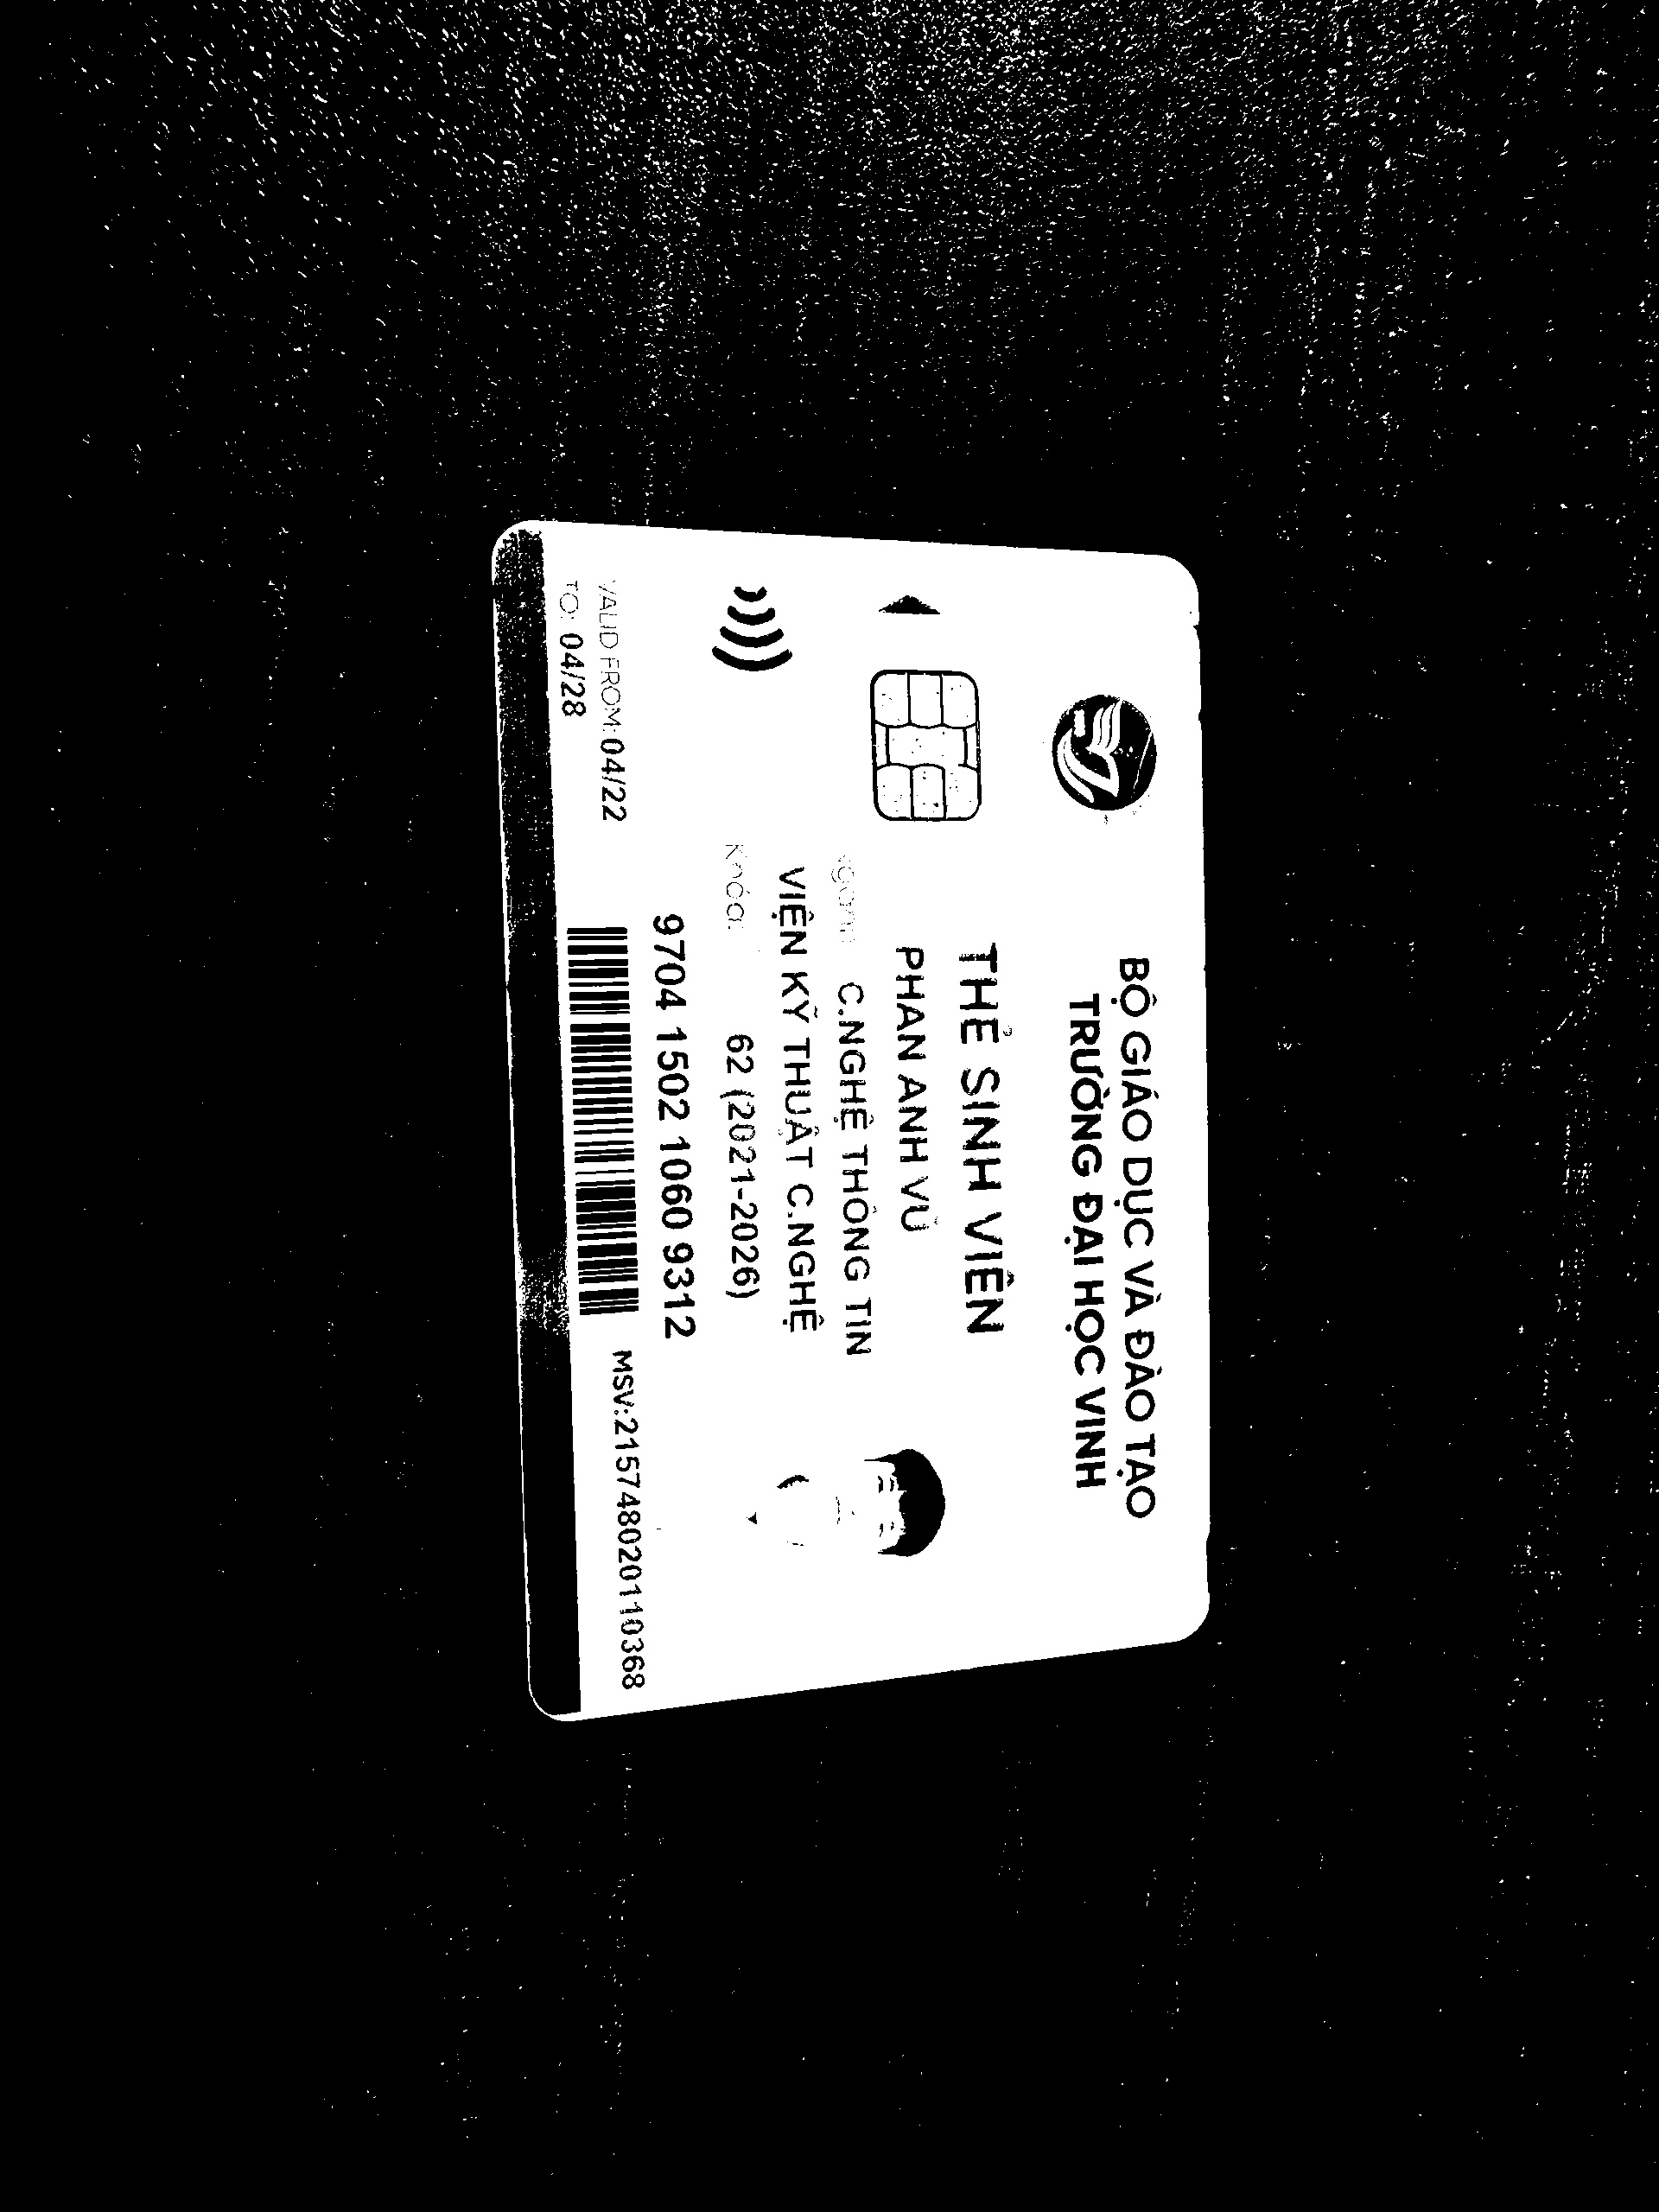 BỘ GIÁO DỤC VÀ ĐÀO TẠO
TRƯỜNG ĐẠI HỌC VINH
THẺ SINH VIÊN
PHAN ANH VŨ
Ngành: C.NGHỆ THÔNG TIN
VIỆN KỸ THUẬT C.NGHỆ
Khóa: 62 (2021-2026)
9704 1502 1060 9312
VALID FROM: 04/22
TO: 04/28
MSV:215748020110368